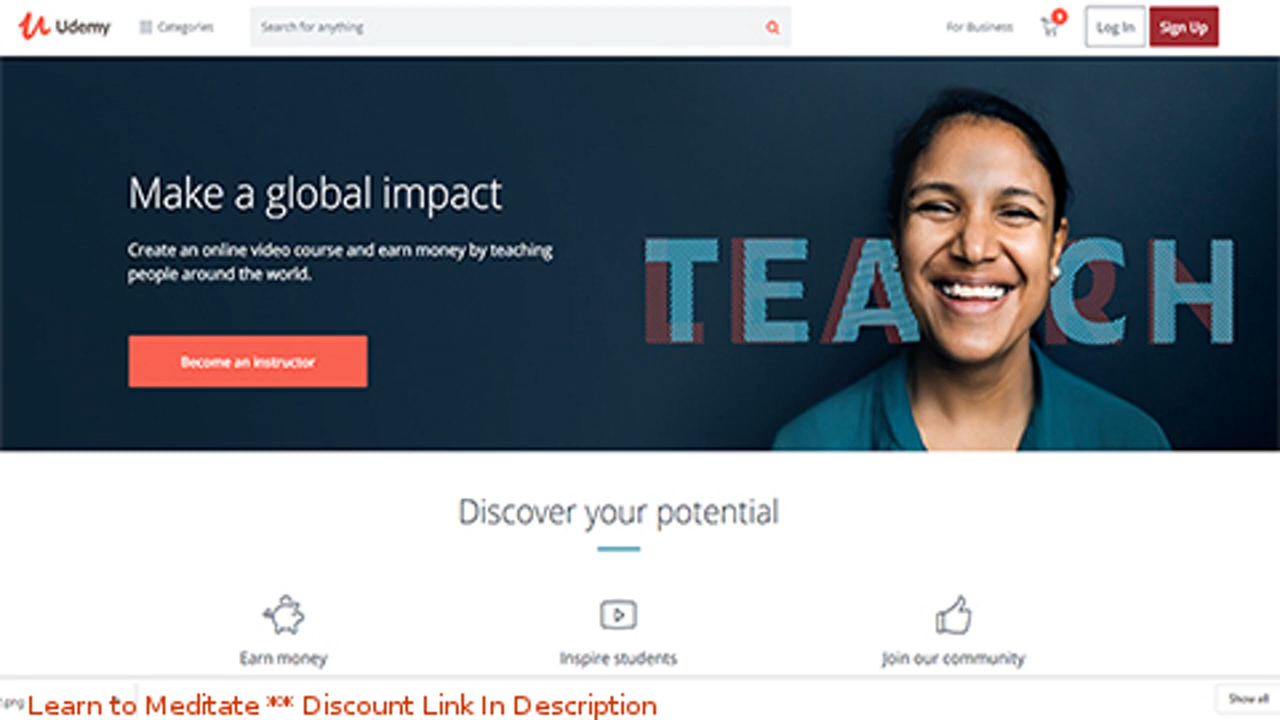 Udemy
Categories
Search for anything
For Business
Log In
Sign Up
Make a global impact
Create an online video course and earn money by teaching
people around the world.
Become an instructor
TEACH
Discover your potential
Earn money
Inspire students
Join our community
.png
Learn to Meditate ** Discount Link In Description
Show all